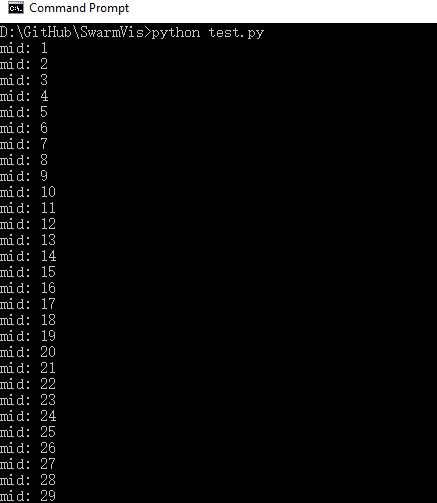 Command Prompt
D:\GitHub\SwarmVis>python test.py
mid: 1
mid: 2
mid: 3
mid: 4
mid: 5
mid: 6
mid: 7
mid: 8
mid: 9
mid: 10
mid: 11
mid: 12
mid: 13
mid: 14
mid: 15
mid: 16
mid: 17
mid: 18
mid: 19
mid: 20
mid: 21
mid: 22
mid: 23
mid: 24
mid: 25
mid: 26
mid: 27
mid: 28
mid: 29